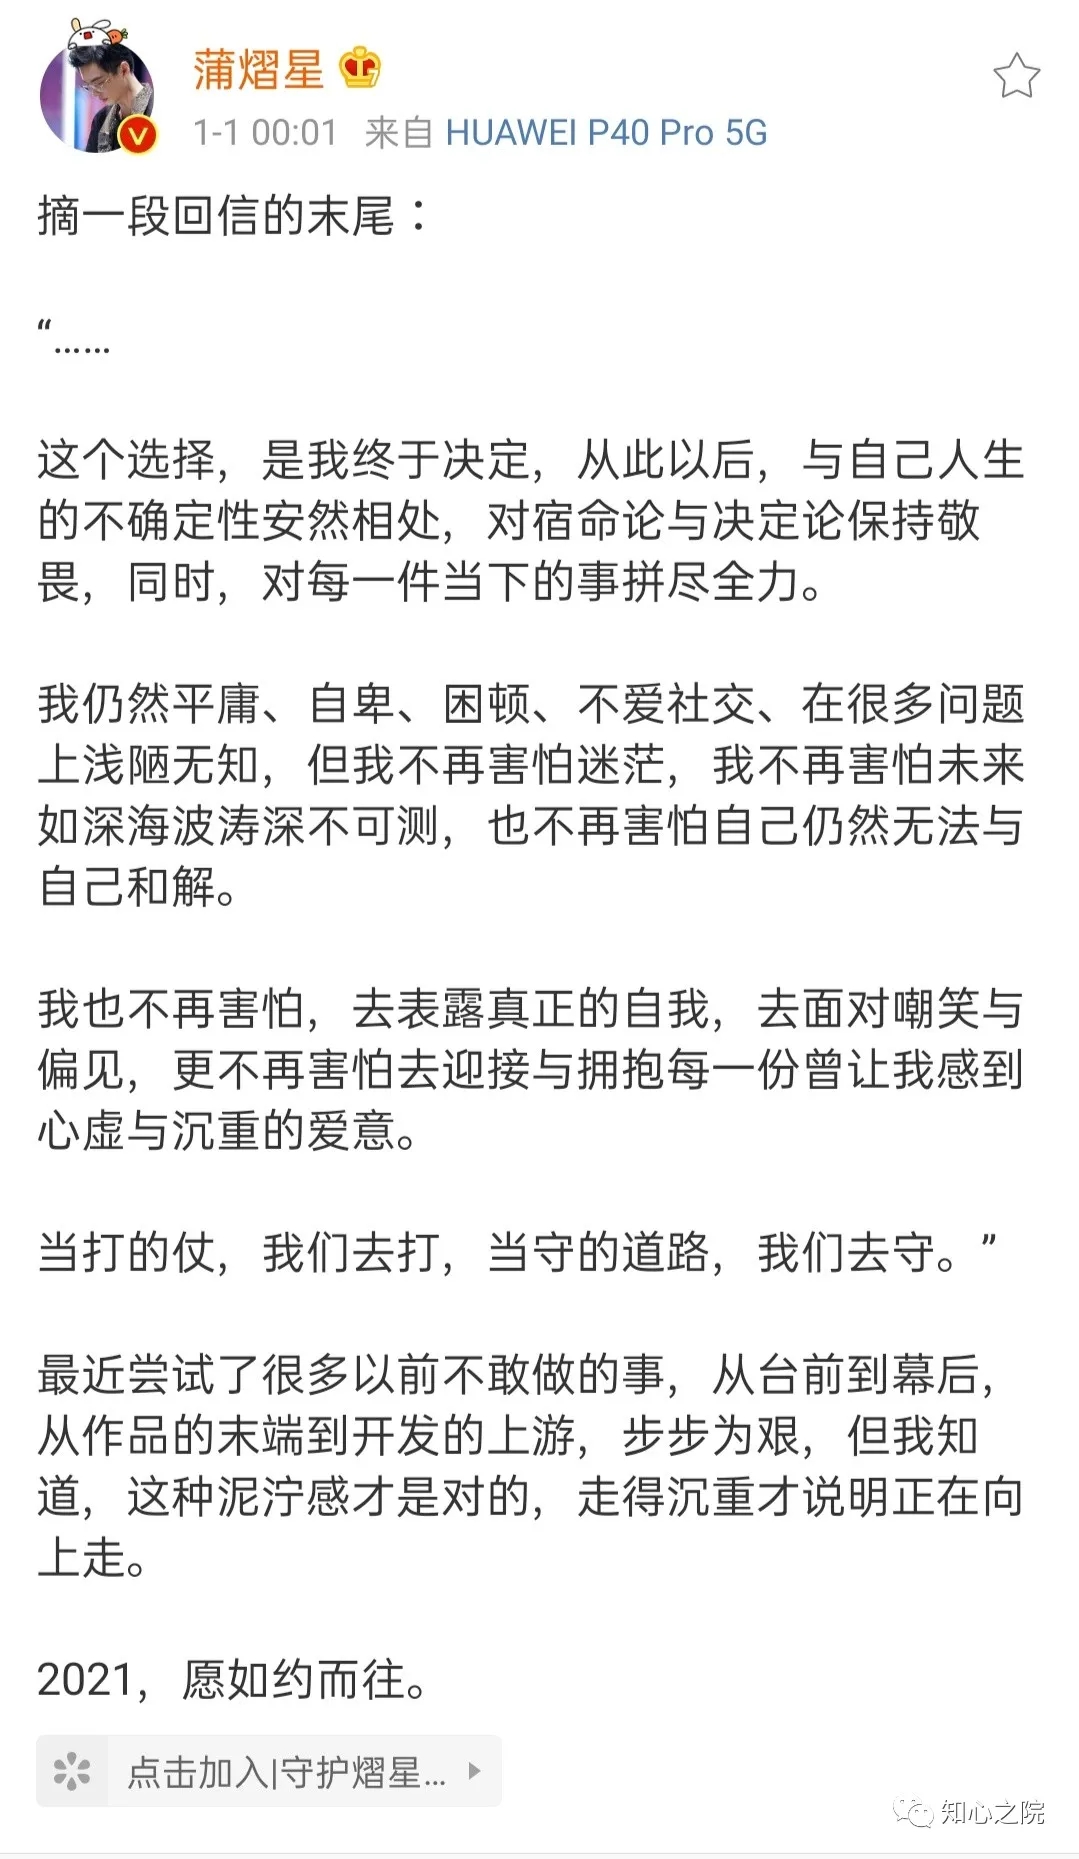 蒲熠星
1-1 00:01 来自 HUAWEI P40 Pro 5G
摘一段回信的末尾：
“……
这个选择，是我终于决定，从此以后，与自己人生
的不确定性安然相处，对宿命论与决定论保持敬
畏，同时，对每一件当下的事拼尽全力。
我仍然平庸、自卑、困顿、不爱社交、在很多问题
上浅陋无知，但我不再害怕迷茫，我不再害怕未来
如深海波涛深不可测，也不再害怕自己仍然无法与
自己和解。
我也不再害怕，去表露真正的自我，去面对嘲笑与
偏见，更不再害怕去迎接与拥抱每一份曾让我感到
心虚与沉重的爱意。
当打的仗，我们去打，当守的道路，我们去守。”
最近尝试了很多以前不敢做的事，从台前到幕后，
从作品的末端到开发的上游，步步为艰，但我知
道，这种泥泞感才是对的，走得沉重才说明正在向
上走。
2021，愿如约而往。
点击加入|守护熠星...
知心之院